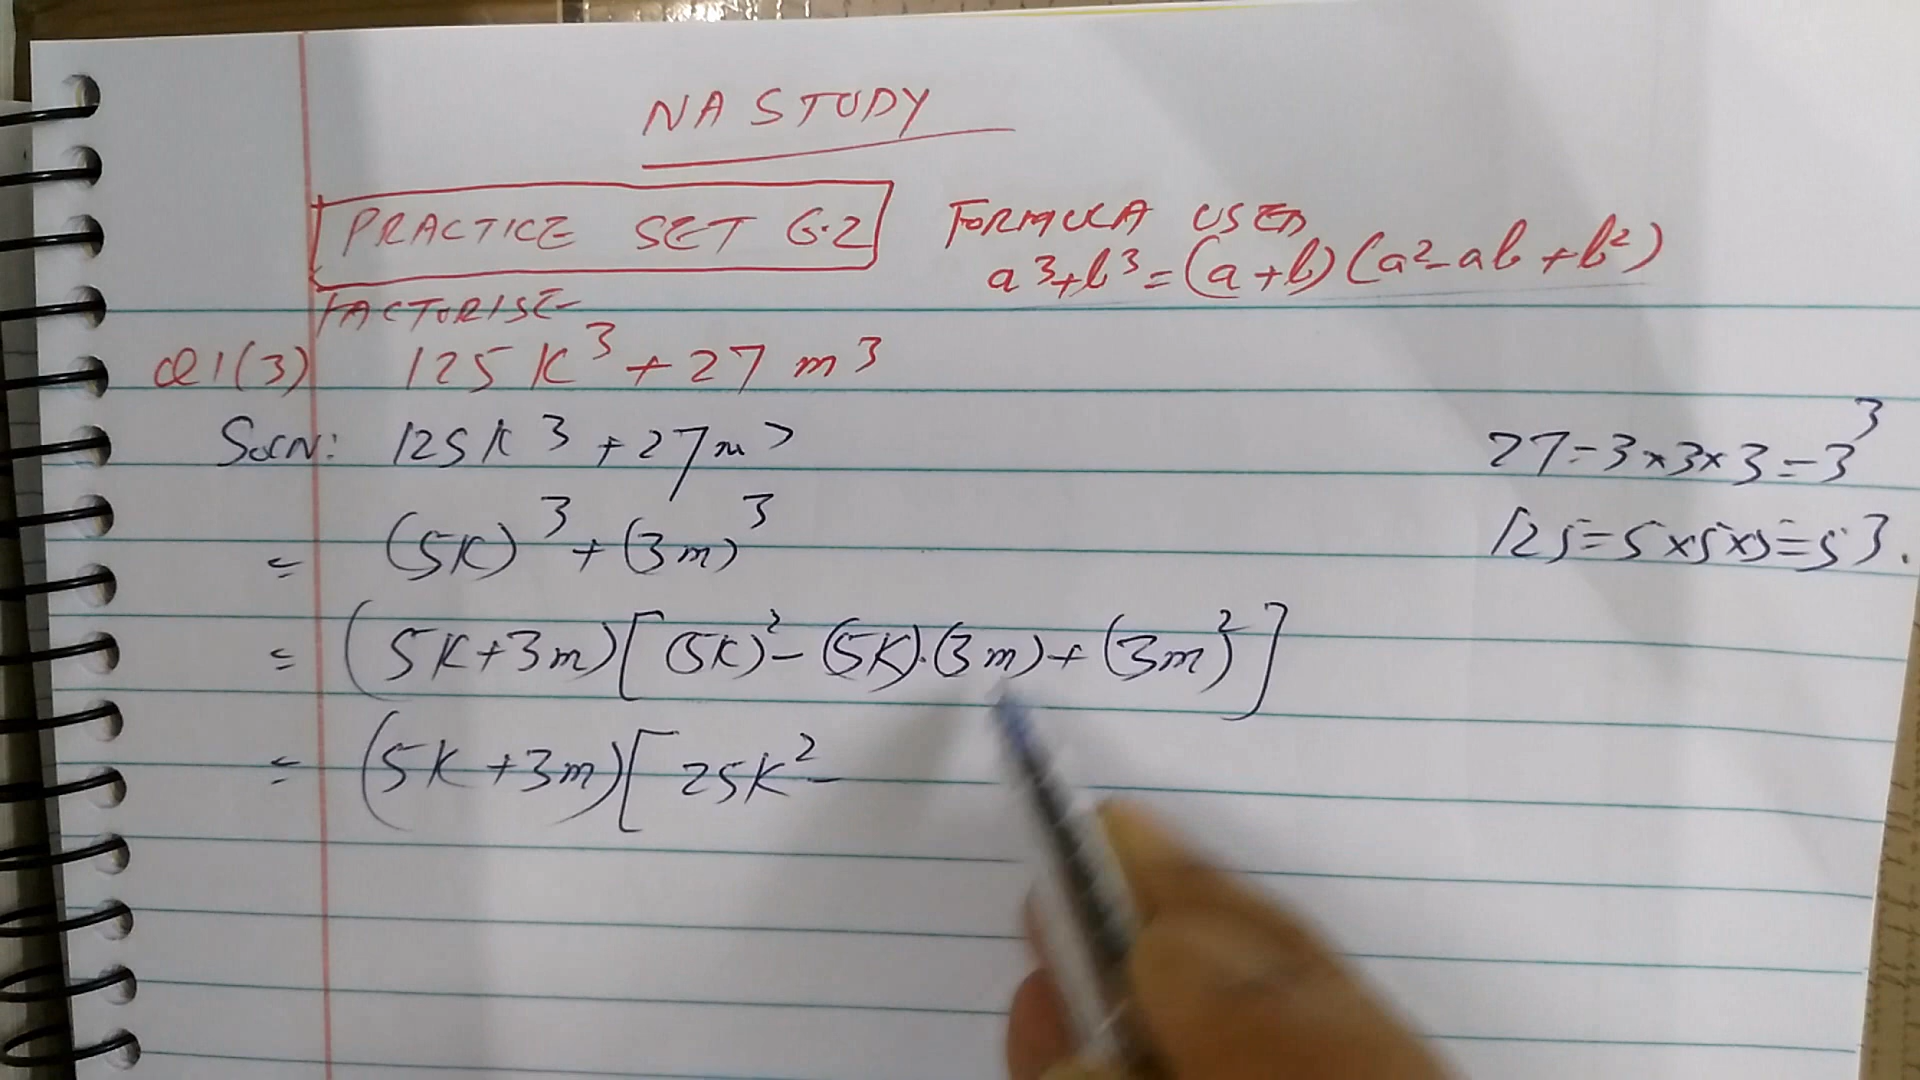 NA STUDY
PRACTICE SET 6.2
FORMULA USED
a³+b³=(a+b)(a²-ab+b²)
FACTORISE
Q1(3) 125K³+27m³
SOLN: 125K³+27m³
27=3×3×3=3³
= (5K)³+(3m)³
125=5×5×5=53.
= (5K+3m)[(5K)²-(5K).(3m)+(3m)²]
= (5K+3m)[25K²-